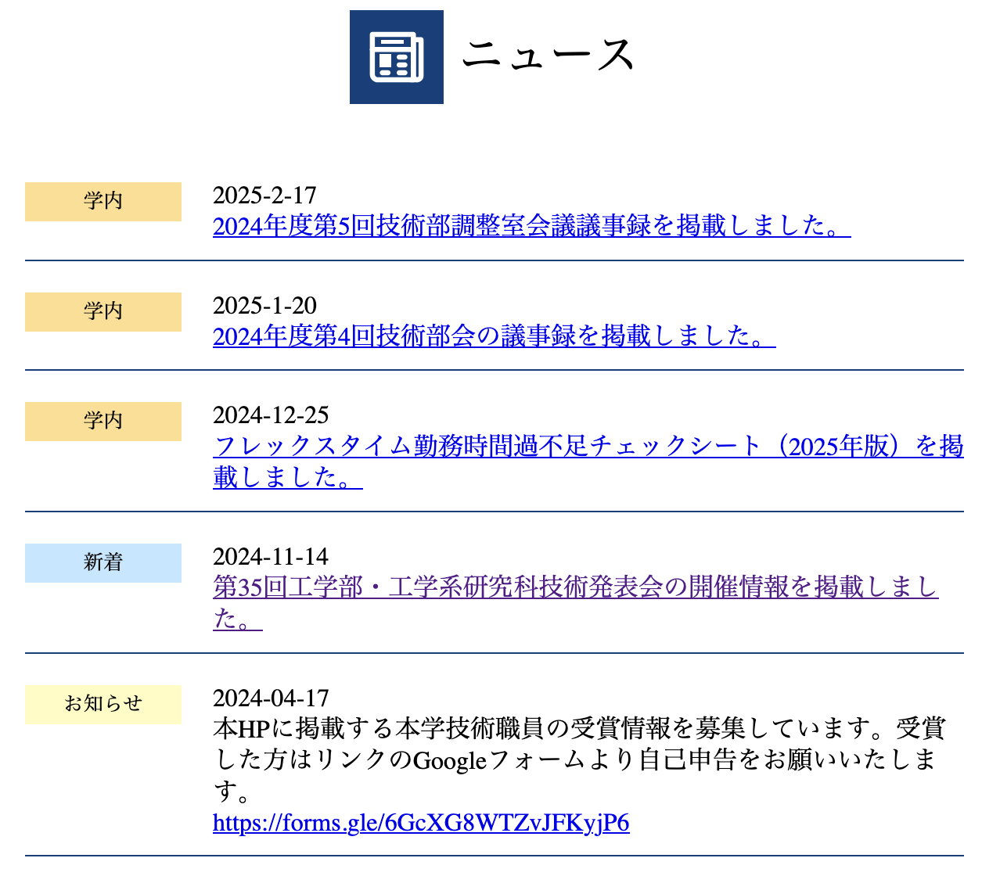 ニュース
学内
2025-2-17
2024年度第5回技術部調整室会議議事録を掲載しました。
学内
2025-1-20
2024年度第4回技術部会の議事録を掲載しました。
学内
2024-12-25
フレックスタイム勤務時間過不足チェックシート（2025年版）を掲
載しました。
新着
2024-11-14
第35回工学部・工学系研究科技術発表会の開催情報を掲載しまし
た。
お知らせ
2024-04-17
本HPに掲載する本学技術職員の受賞情報を募集しています。受賞
した方はリンクのGoogleフォームより自己申告をお願いいたしま
す。
https://forms.gle/6GcXG8WTZvJFKyjP6